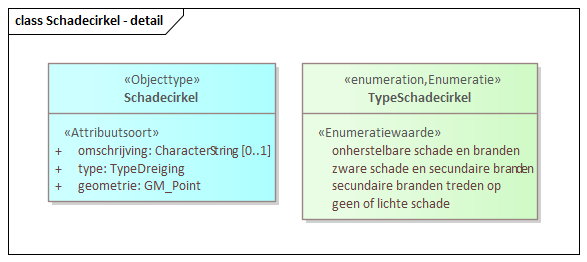 class Schadecirkel - detail
«Objecttype»
Schadecirkel
«Attribuutsoort»
+ omschrijving: CharacterString [0..1]
+ type: TypeDreiging
+ geometrie: GM_Point
«enumeration,Enumeratie»
TypeSchadecirkel
«Enumeratiewaarde»
onherstelbare schade en branden
zware schade en secundaire branden
secundaire branden treden op
geen of lichte schade